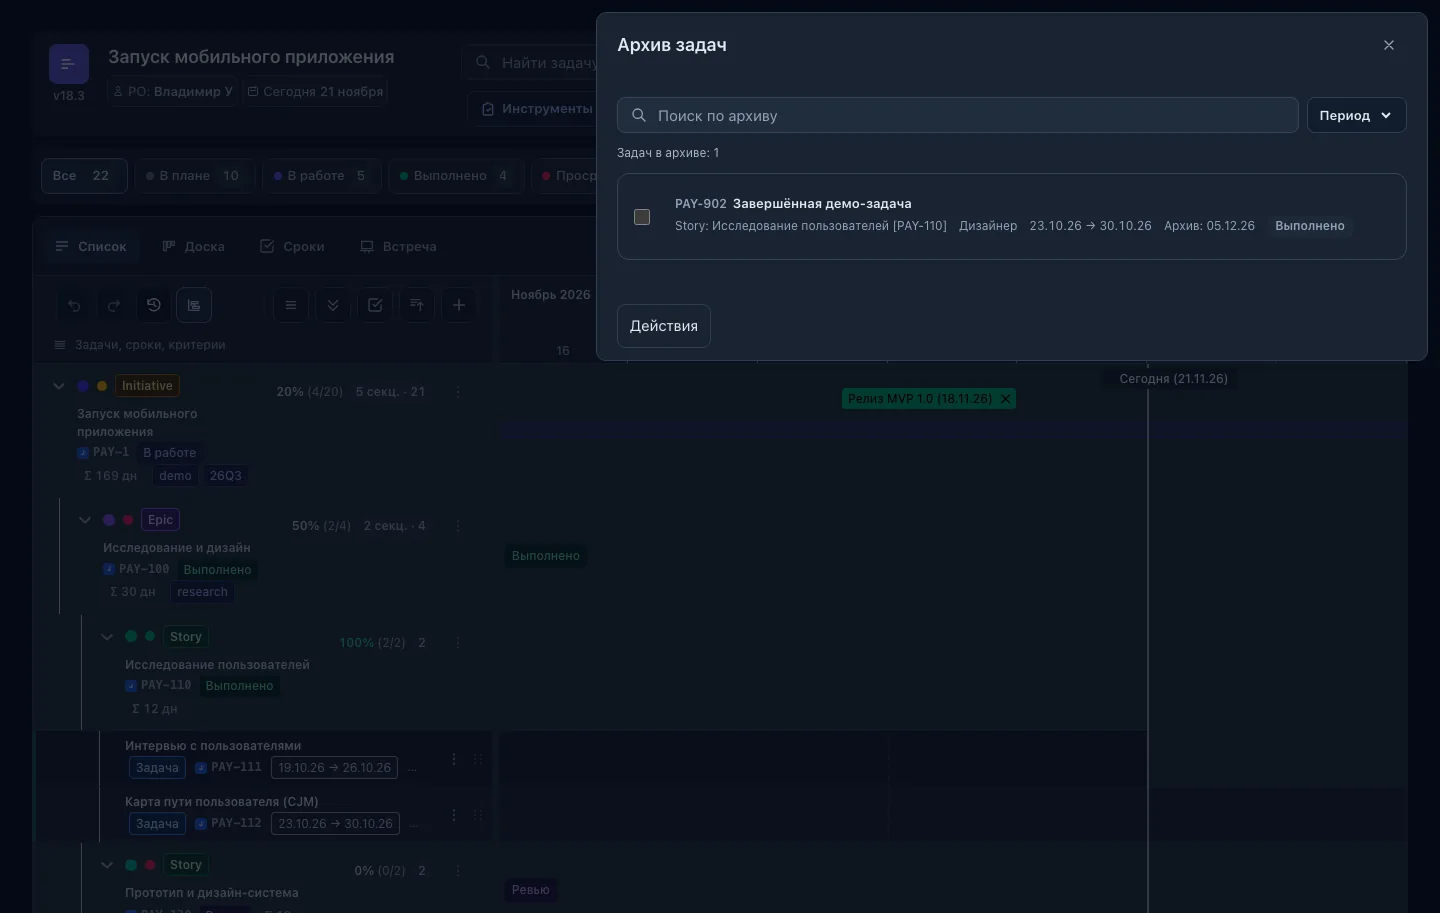 Запуск мобильного приложения
v18.3
PO: Владимир У
Сегодня 21 ноября
Найти задачу
Инструменты
Все 22
В плане 10
В работе 5
Выполнено 4
Проср
Список
Доска
Сроки
Встреча
Задачи, сроки, критерии
Ноябрь 2026
16
Архив задач
Поиск по архиву
Период
Задач в архиве: 1
PAY-902 Завершённая демо-задача
Story: Исследование пользователей [PAY-110] Дизайнер 23.10.26 → 30.10.26 Архив: 05.12.26 Выполнено
Действия
Сегодня (21.11.26)
Релиз MVP 1.0 (18.11.26)
Initiative 20% (4/20) 5 секц. · 21
Запуск мобильного
приложения
PAY-1 В работе
Σ 169 дн demo 26Q3
Epic 50% (2/4) 2 секц. · 4
Исследование и дизайн
PAY-100 Выполнено
Σ 30 дн research
Выполнено
Story 100% (2/2) 2
Исследование пользователей
PAY-110 Выполнено
Σ 12 дн
Интервью с пользователями
Задача PAY-111 19.10.26 → 26.10.26 ...
Карта пути пользователя (CJM)
Задача PAY-112 23.10.26 → 30.10.26 ...
Story 0% (0/2) 2
Прототип и дизайн-система
Ревью